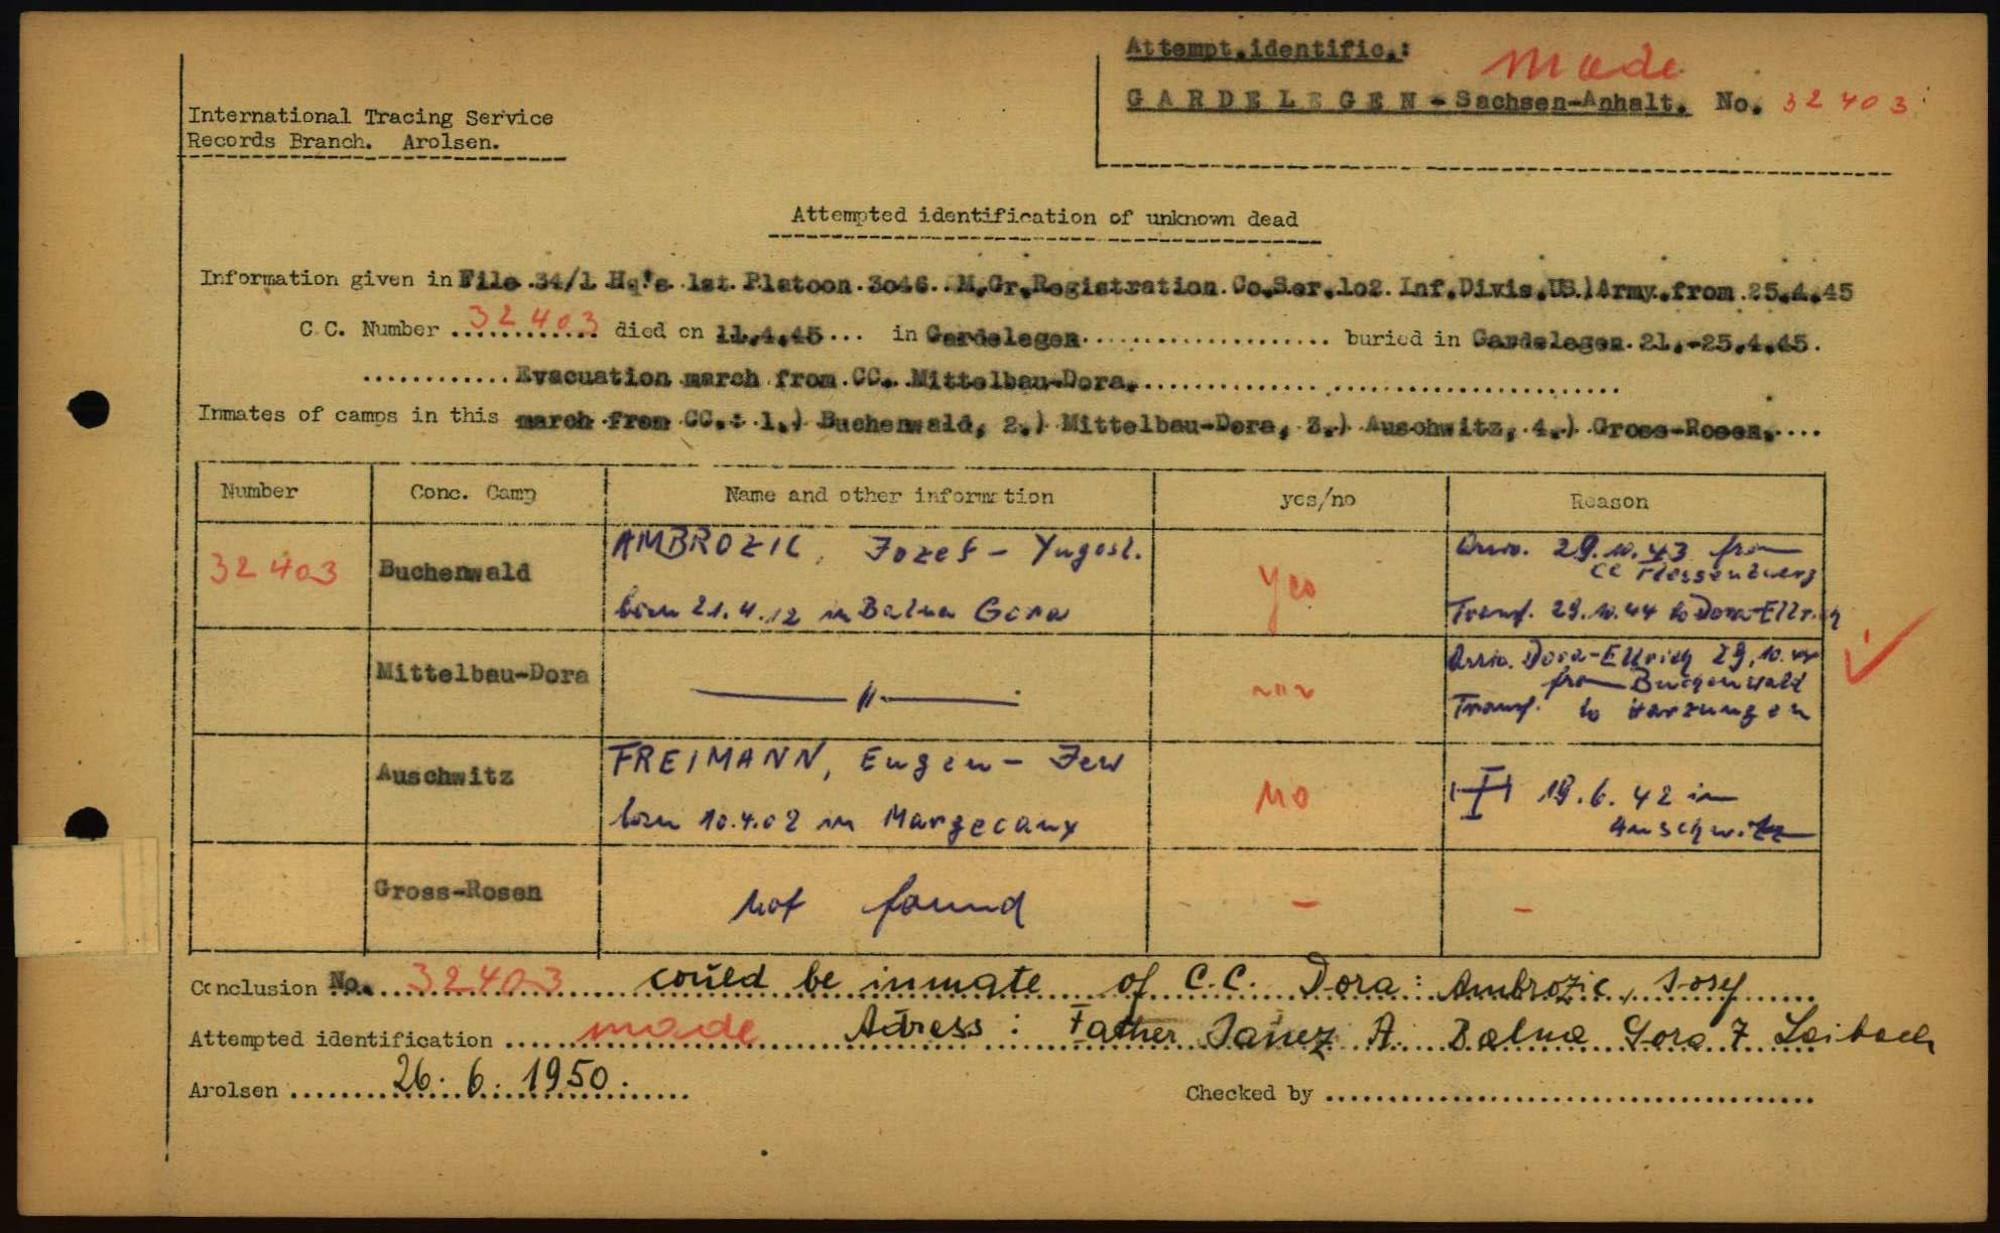 Attempt.identific.: made
GARDELEGEN - Sachsen-Anhalt. No. 32403
International Tracing Service
Records Branch. Arolsen.
Attempted identification of unknown dead
Information given in File 34/1 Hq's 1st. Platoon 3o46. M.Gr.Registration Co.Ser.1o2 Inf.Divis.US.)Army.from 25.4.45
C.C. Number 32403 died on 11.4.45 in Gardelegen buried in Gardelegen 21.-25.4.45.
Evacuation march from CC. Mittelbau-Dora.
Inmates of camps in this march from CC.: 1.) Buchenwald, 2.) Mittelbau-Dora, 3.) Auschwitz, 4.) Gross-Rosen.
Number Conc. Camp Name and other information yes/no Reason
32403 Buchenwald AMBROZIC, Jozef - Yugosl. yes Arriv. 29.10.43 from
CC Flossenbuerg
born 21.4.12 in Balna Gora Transf. 29.10.44 to Dora-Ellrich
Mittelbau-Dora —"— —"— Arriv. Dora-Ellrich 29.10.44
from Buchenwald
Transf. to Harzungen
Auschwitz FREIMANN, Eugen - Jew no 19.6.42 in
born 10.4.02 in Margecany Auschwitz
Gross-Rosen not found - -
Conclusion No. 32403 could be inmate of C.C. Dora: Ambrozic, Josef
Attempted identification made Adress: Father Janez A. Balna Gora 7 Laibach
Arolsen 26.6.1950. Checked by